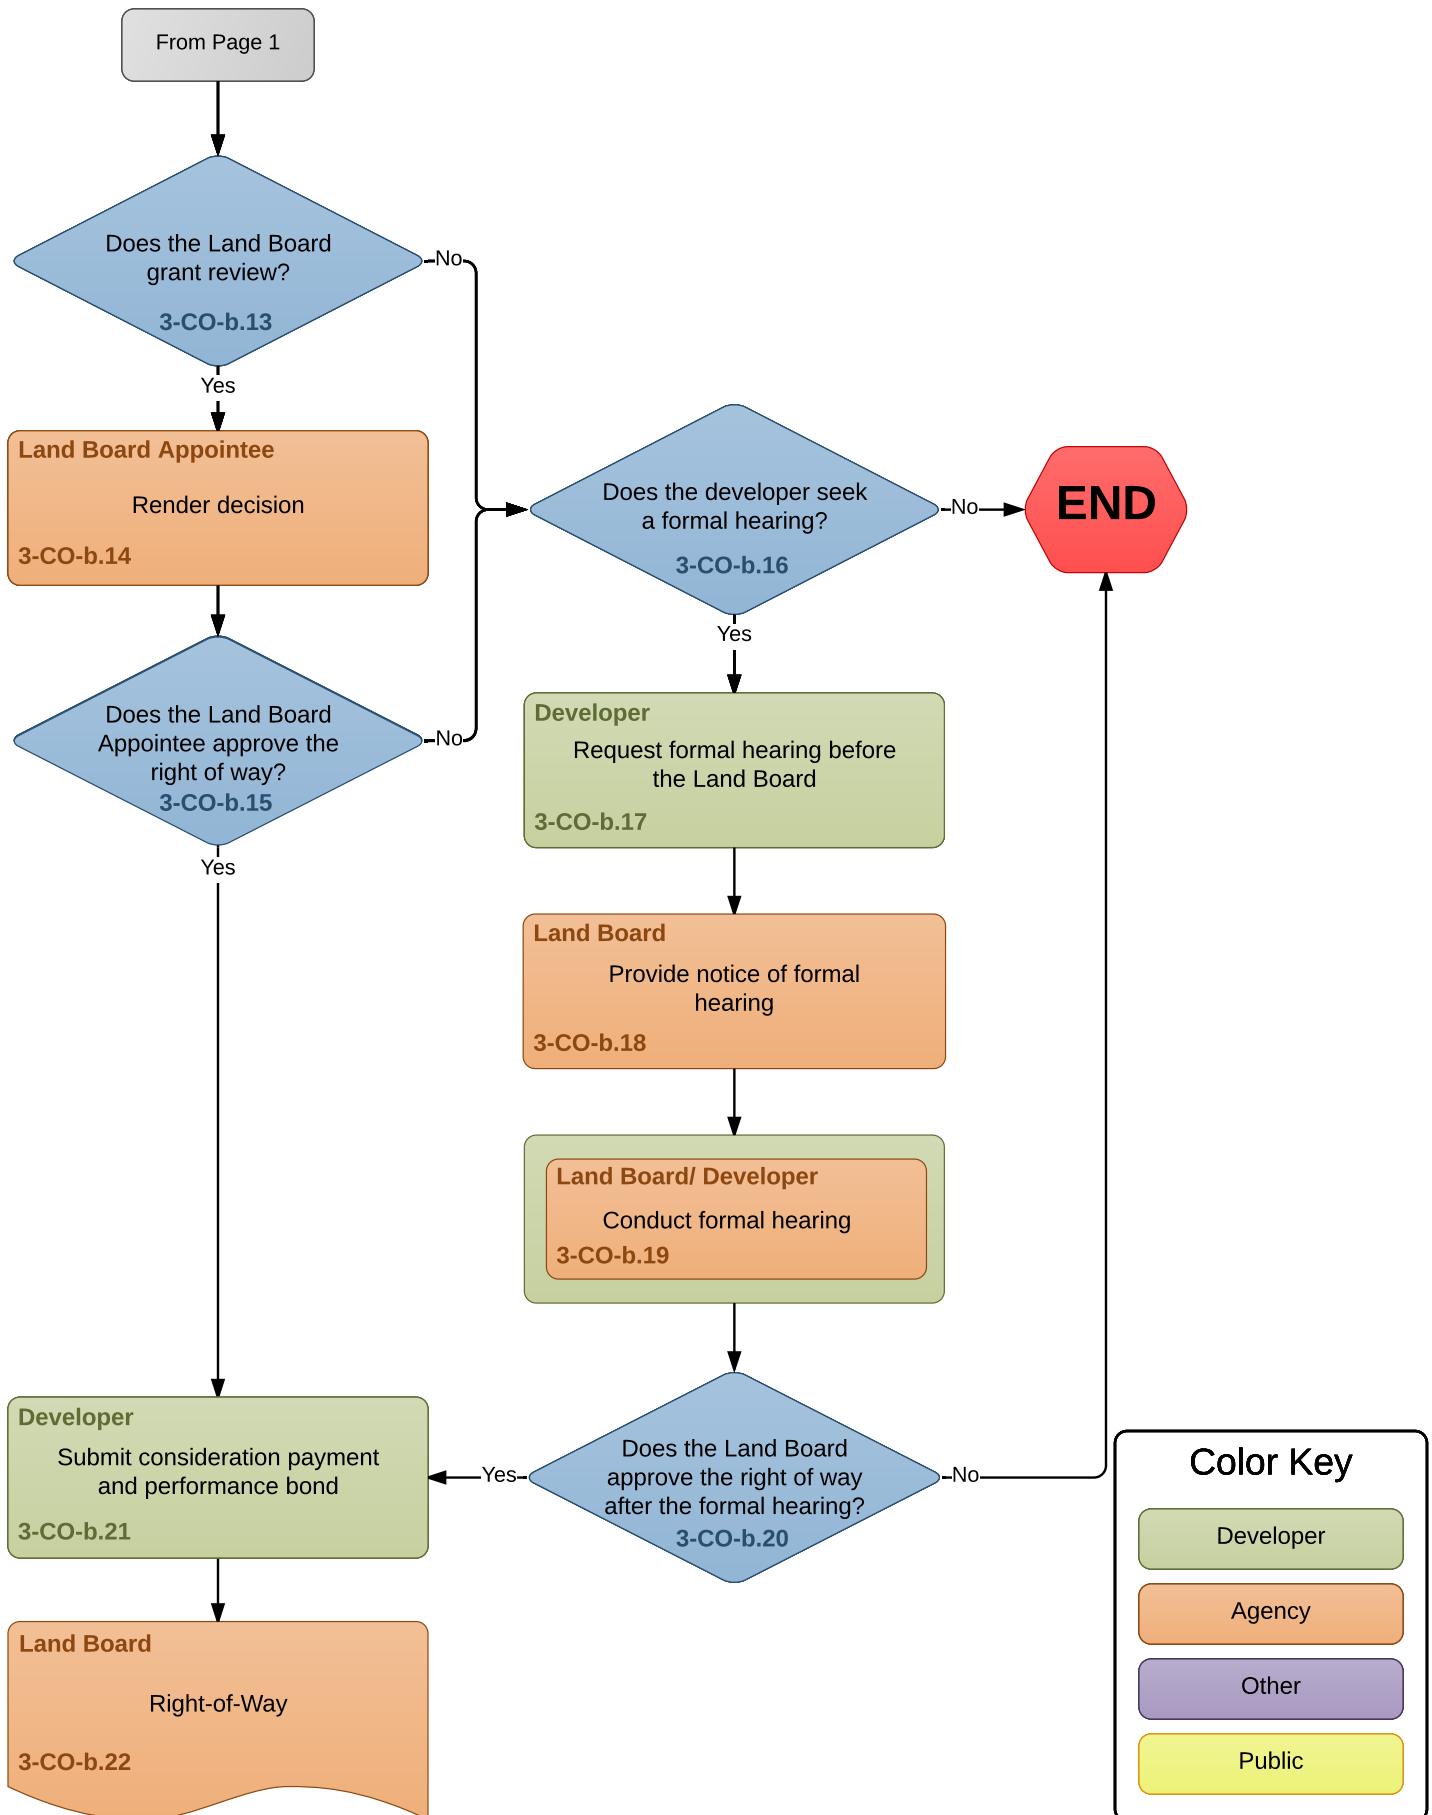 From Page 1
Does the Land Board
grant review?
3-CO-b.13
No
Yes
Land Board Appointee
Render decision
3-CO-b.14
Does the Land Board
Appointee approve the
right of way?
3-CO-b.15
No
Yes
Does the developer seek
a formal hearing?
3-CO-b.16
No
END
Yes
Developer
Request formal hearing before
the Land Board
3-CO-b.17
Land Board
Provide notice of formal
hearing
3-CO-b.18
Land Board/ Developer
Conduct formal hearing
3-CO-b.19
Does the Land Board
approve the right of way
after the formal hearing?
3-CO-b.20
Yes
No
Developer
Submit consideration payment
and performance bond
3-CO-b.21
Land Board
Right-of-Way
3-CO-b.22
Color Key
Developer
Agency
Other
Public